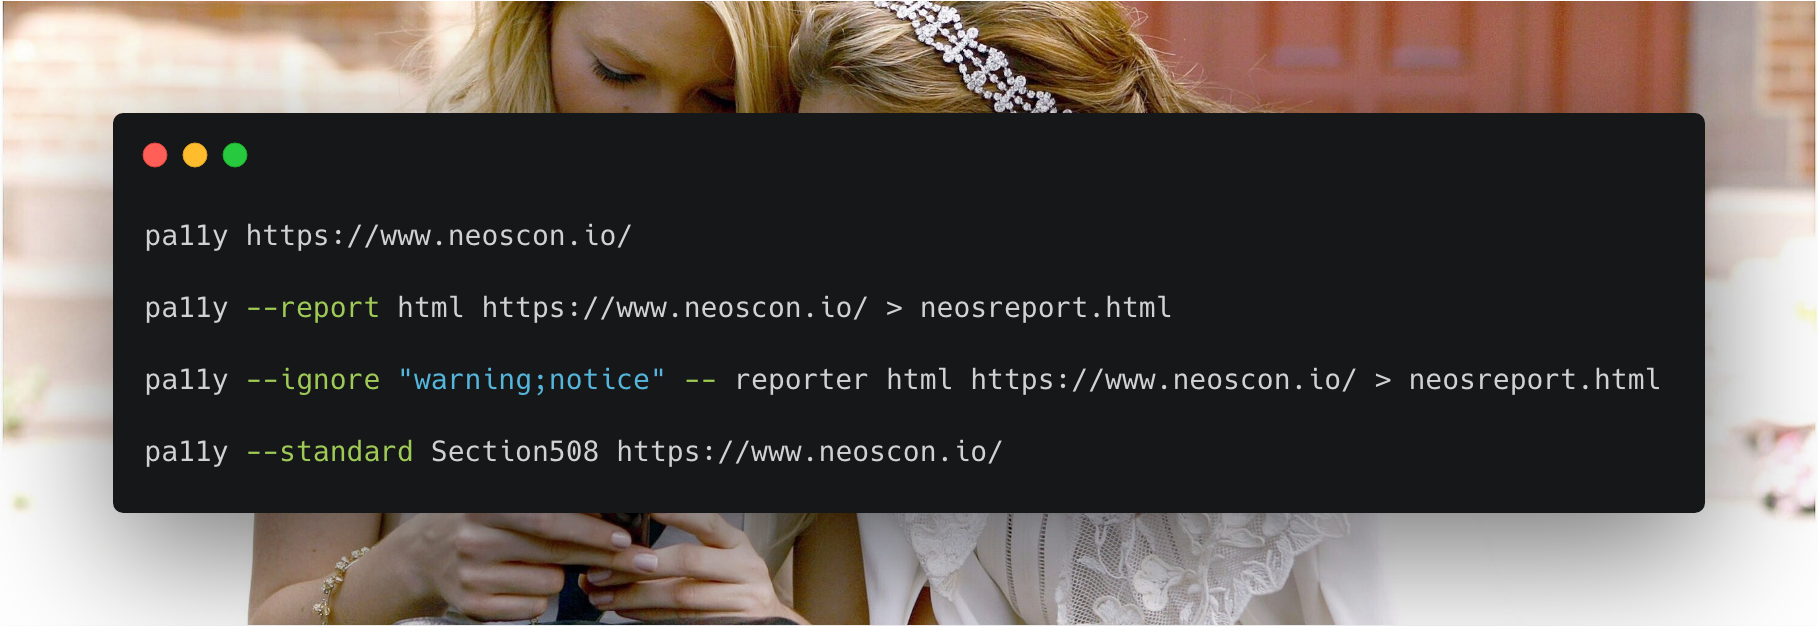 pa11y https://www.neoscon.io/
pa11y --report html https://www.neoscon.io/ > neosreport.html
pa11y --ignore "warning;notice" -- reporter html https://www.neoscon.io/ > neosreport.html
pa11y --standard Section508 https://www.neoscon.io/